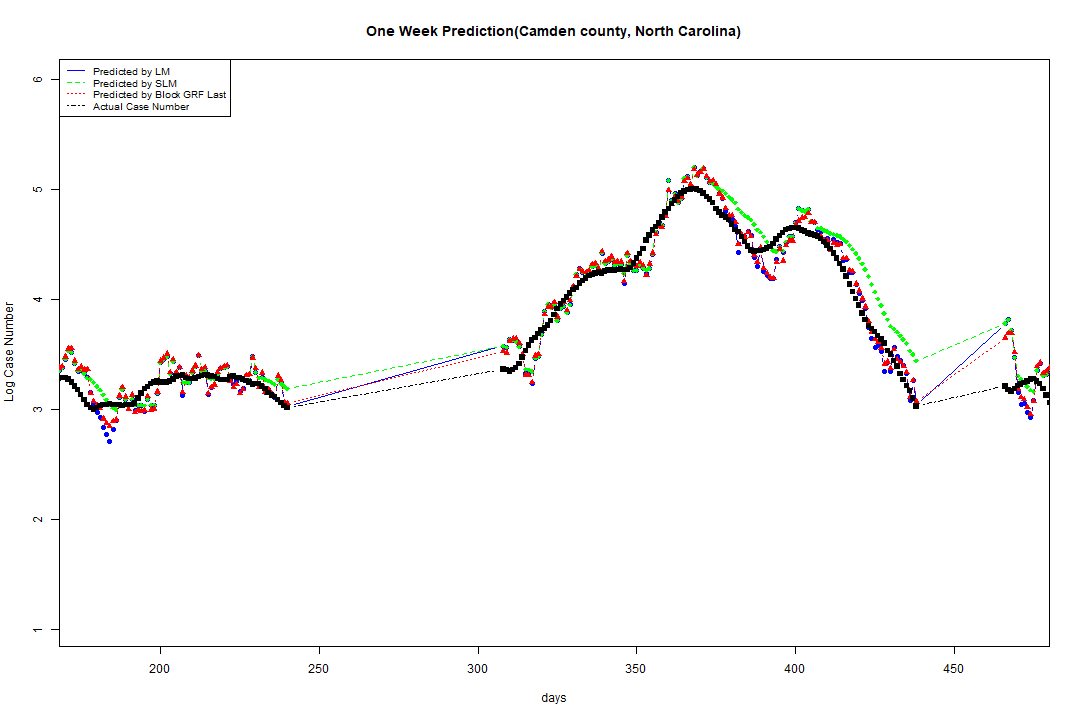 One Week Prediction(Camden county, North Carolina)
Predicted by LM
Predicted by SLM
Predicted by Block GRF Last
Actual Case Number
6
5
4
3
2
1
Log Case Number
200 250 300 350 400 450
days